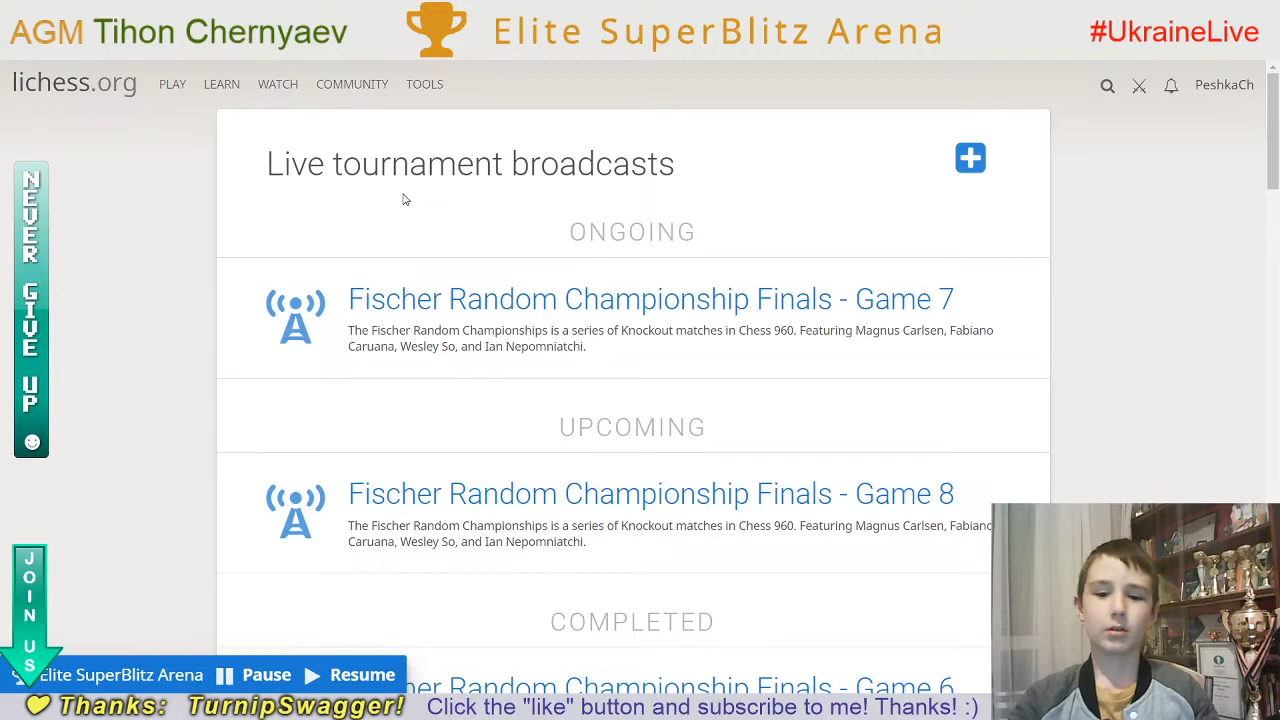 AGM Tihon Chernyaev
Elite SuperBlitz Arena
#UkraineLive
lichess.org
PLAY LEARN WATCH COMMUNITY TOOLS
PeshkaCh
Live tournament broadcasts
ONGOING
Fischer Random Championship Finals - Game 7
The Fischer Random Championships is a series of Knockout matches in Chess 960. Featuring Magnus Carlsen, Fabiano
Caruana, Wesley So, and Ian Nepomniatchi.
UPCOMING
Fischer Random Championship Finals - Game 8
The Fischer Random Championships is a series of Knockout matches in Chess 960. Featuring Magnus Carlsen, Fabiano
Caruana, Wesley So, and Ian Nepomniatchi.
COMPLETED
Random Championship Finals - Game 6
NEVER GIVE UP
JOIN US
Elite SuperBlitz Arena Pause Resume
Thanks: TurnipSwagger!
Click the "like" button and subscribe to me! Thanks! :)